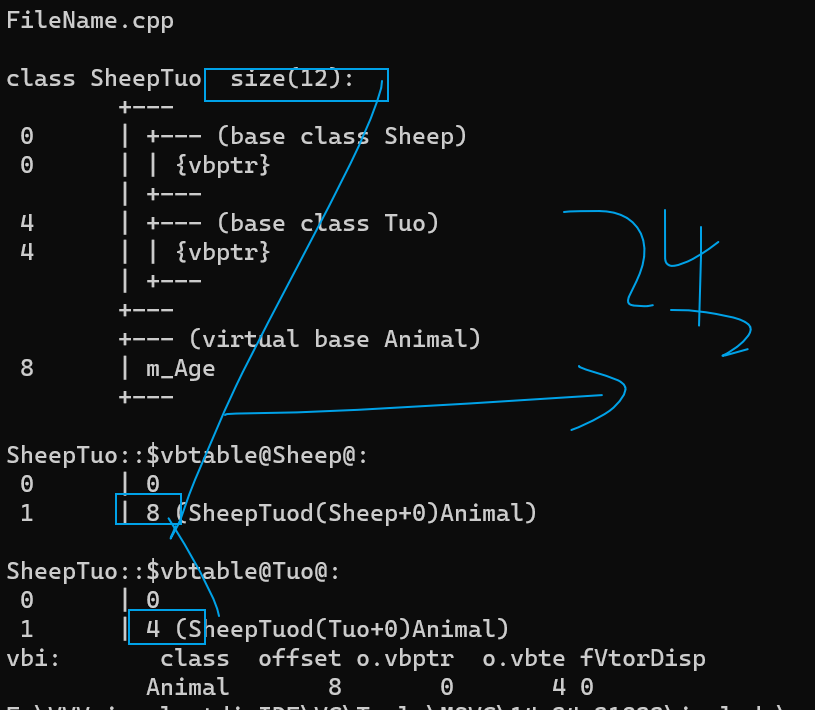 FileName.cpp
class SheepTuo size(12):
+---
0 | +--- (base class Sheep)
0 | | {vbptr}
| +---
4 | +--- (base class Tuo)
4 | | {vbptr}
| +---
+---
+--- (virtual base Animal)
8 | m_Age
+---
24
SheepTuo::$vbtable@Sheep@:
0 | 0
1 | 8 (SheepTuod(Sheep+0)Animal)
SheepTuo::$vbtable@Tuo@:
0 | 0
1 | 4 (SheepTuod(Tuo+0)Animal)
vbi: class offset o.vbptr o.vbte fVtorDisp
Animal 8 0 4 0